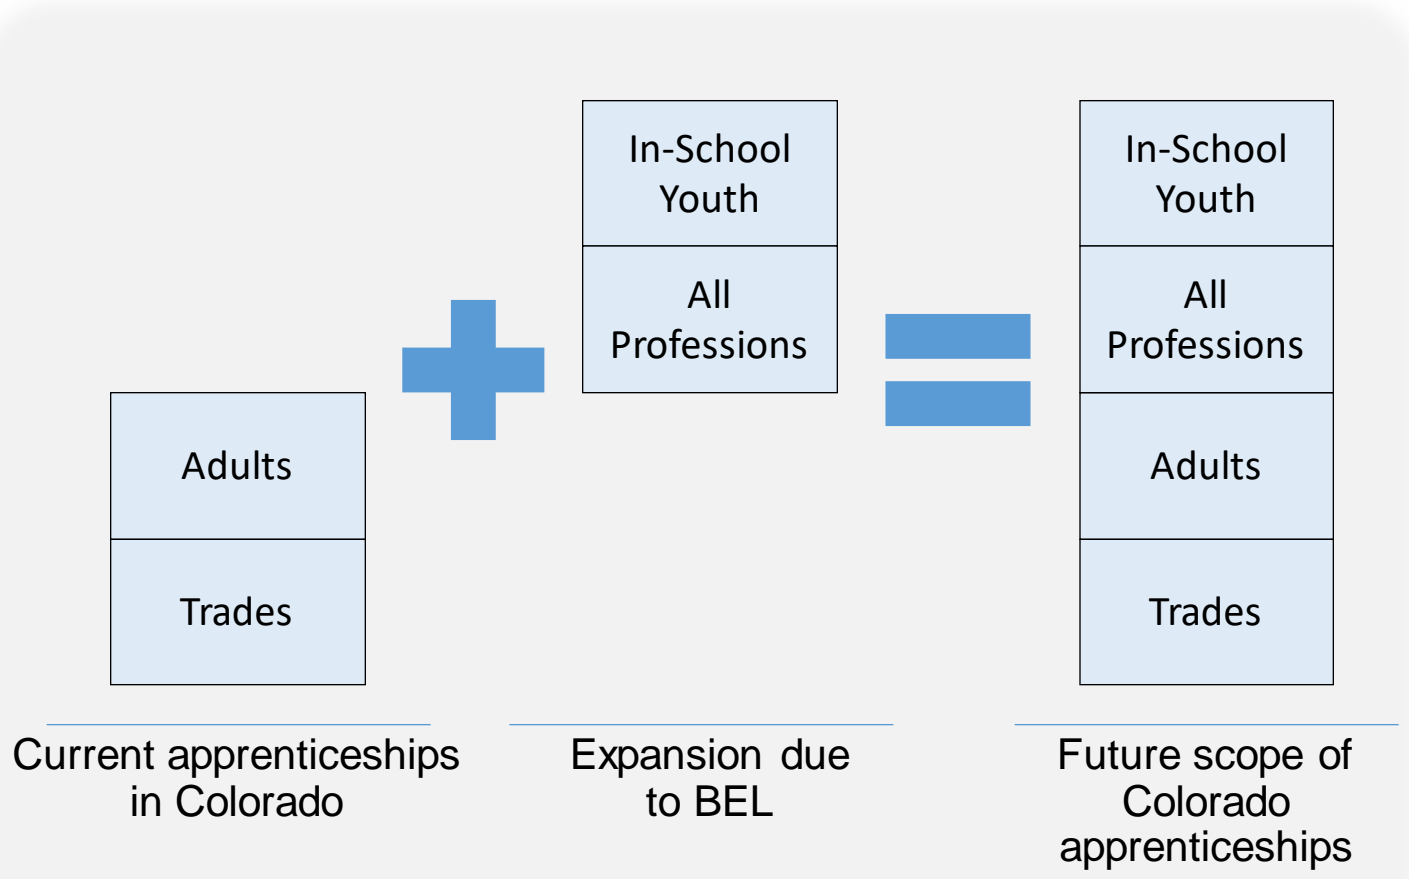 Adults
Trades
Current apprenticeships
in Colorado
In-School
Youth
All
Professions
Expansion due
to BEL
In-School
Youth
All
Professions
Adults
Trades
Future scope of
Colorado
apprenticeships